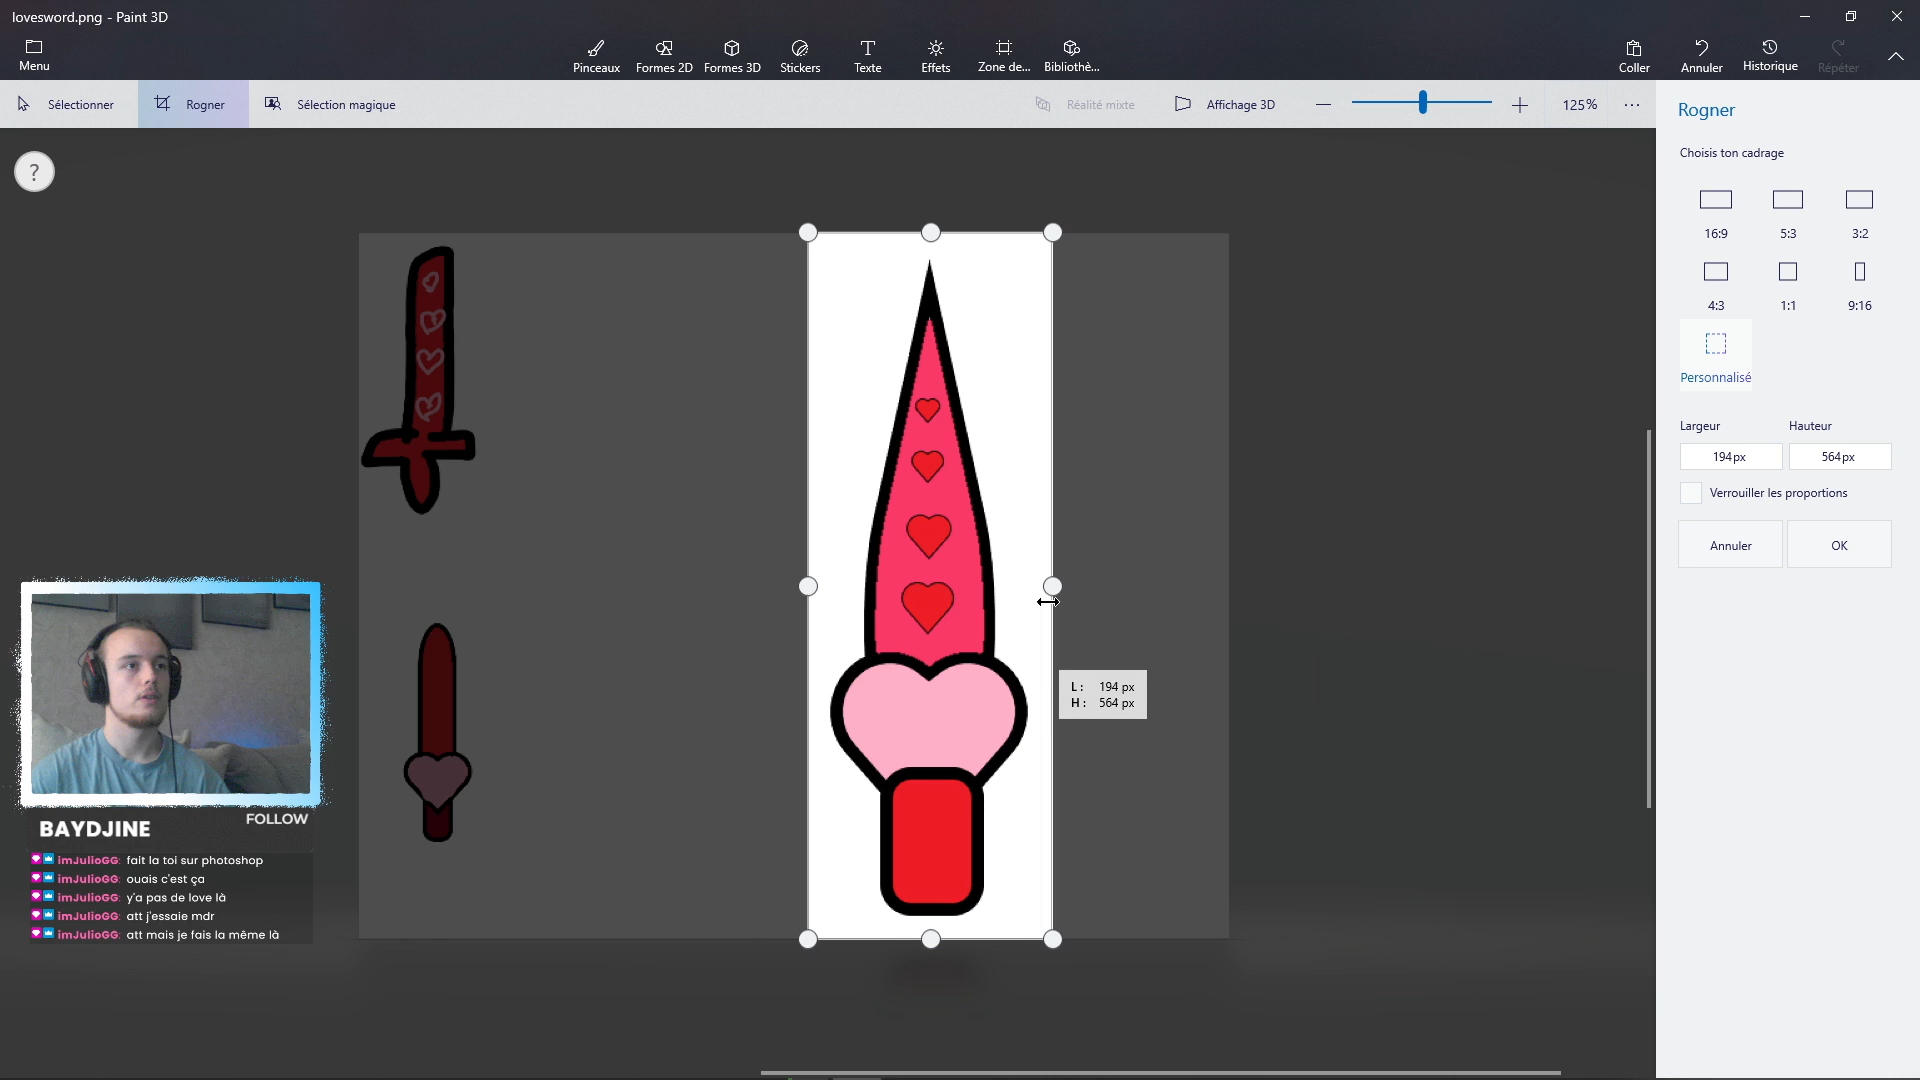 lovesword.png - Paint 3D
Menu
Pinceaux
Formes 2D
Formes 3D
Stickers
Texte
Effets
Zone de...
Bibliothè...
Coller
Annuler
Historique
Répéter
Sélectionner
Rogner
Sélection magique
Réalité mixte
Affichage 3D
125%
Rogner
Choisis ton cadrage
?
16:9
5:3
3:2
4:3
1:1
9:16
Personnalisé
Largeur
Hauteur
194px
564px
Verrouiller les proportions
Annuler
OK
L: 194 px
H: 564 px
BAYDJINE
FOLLOW
imJulioGG: fait la toi sur photoshop
imJulioGG: ouais c'est ça
imJulioGG: y'a pas de love là
imJulioGG: att j'essaie mdr
imJulioGG: att mais je fais la même là